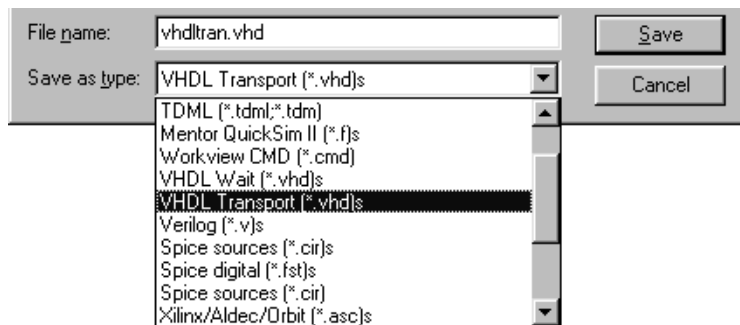 File name: vhdltran.vhd Save
Save as type: VHDL Transport (*.vhd)s Cancel
TDML (*.tdml;*.tdm)
Mentor QuickSim II (*.f)s
Workview CMD (*.cmd)
VHDL Wait (*.vhd)s
VHDL Transport (*.vhd)s
Verilog (*.v)s
Spice sources (*.cir)s
Spice digital (*.fst)s
Spice sources (*.cir)
Xilinx/Aldec/Orbit (*.asc)s